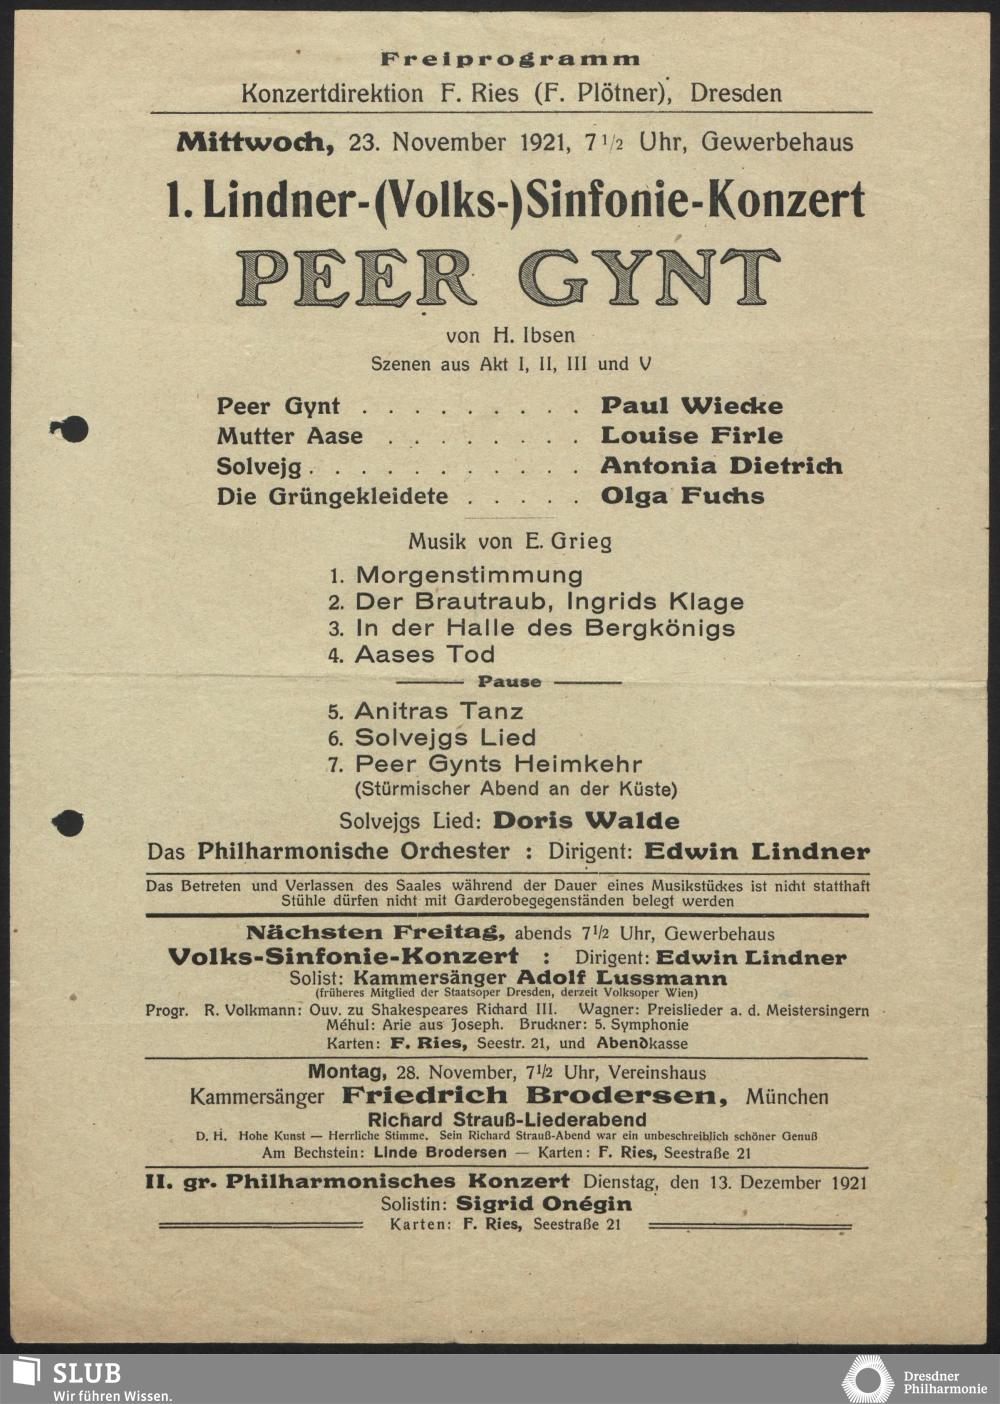 Freiprogramm
Konzertdirektion F. Ries (F. Plötner), Dresden
Mittwoch, 23. November 1921, 7 1/2 Uhr, Gewerbehaus
1. Lindner-(Volks-)Sinfonie-Konzert
PEER GYNT
von H. Ibsen
Szenen aus Akt I, II, III und V
Peer Gynt . . . . . . . . . Paul Wiecke
Mutter Aase . . . . . . . . Louise Firle
Solvejg . . . . . . . . . . . Antonia Dietrich
Die Grüngekleidete . . . . . Olga Fuchs
Musik von E. Grieg
1. Morgenstimmung
2. Der Brautraub, Ingrids Klage
3. In der Halle des Bergkönigs
4. Aases Tod
Pause
5. Anitras Tanz
6. Solvejgs Lied
7. Peer Gynts Heimkehr
(Stürmischer Abend an der Küste)
Solvejgs Lied: Doris Walde
Das Philharmonische Orchester : Dirigent: Edwin Lindner
Das Betreten und Verlassen des Saales während der Dauer eines Musikstückes ist nicht statthaft
Stühle dürfen nicht mit Garderobegegenständen belegt werden
Nächsten Freitag, abends 7 1/2 Uhr, Gewerbehaus
Volks-Sinfonie-Konzert : Dirigent: Edwin Lindner
Solist: Kammersänger Adolf Lussmann
(früheres Mitglied der Staatsoper Dresden, derzeit Volksoper Wien)
Progr. R. Volkmann: Ouv. zu Shakespeares Richard III. Wagner: Preislieder a. d. Meistersingern
Méhul: Arie aus Joseph. Bruckner: 5. Symphonie
Karten: F. Ries, Seestr. 21, und Abendkasse
Montag, 28. November, 7 1/2 Uhr, Vereinshaus
Kammersänger Friedrich Brodersen, München
Richard Strauß-Liederabend
D. H. Hohe Kunst — Herrliche Stimme. Sein Richard Strauß-Abend war ein unbeschreiblich schöner Genuß
Am Bechstein: Linde Brodersen — Karten: F. Ries, Seestraße 21
II. gr. Philharmonisches Konzert Dienstag, den 13. Dezember 1921
Solistin: Sigrid Onégin
Karten: F. Ries, Seestraße 21
SLUB
Wir führen Wissen.
Dresdner
Philharmonie